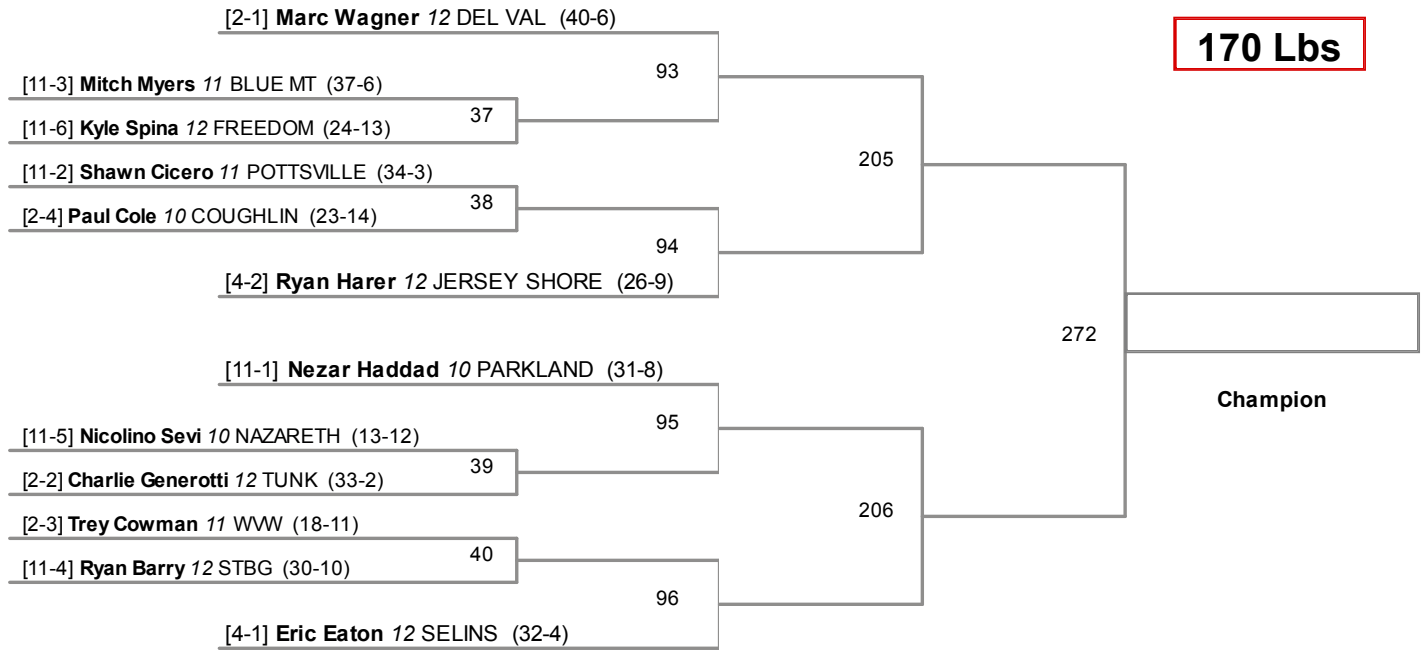 [2-1] Marc Wagner 12 DEL VAL (40-6)
170 Lbs
93
[11-3] Mitch Myers 11 BLUE MT (37-6)
37
[11-6] Kyle Spina 12 FREEDOM (24-13)
205
[11-2] Shawn Cicero 11 POTTSVILLE (34-3)
38
[2-4] Paul Cole 10 COUGHLIN (23-14)
94
[4-2] Ryan Harer 12 JERSEY SHORE (26-9)
272
[11-1] Nezar Haddad 10 PARKLAND (31-8)
Champion
95
[11-5] Nicolino Sevi 10 NAZARETH (13-12)
39
[2-2] Charlie Generotti 12 TUNK (33-2)
206
[2-3] Trey Cowman 11 WVW (18-11)
40
[11-4] Ryan Barry 12 STBG (30-10)
96
[4-1] Eric Eaton 12 SELINS (32-4)